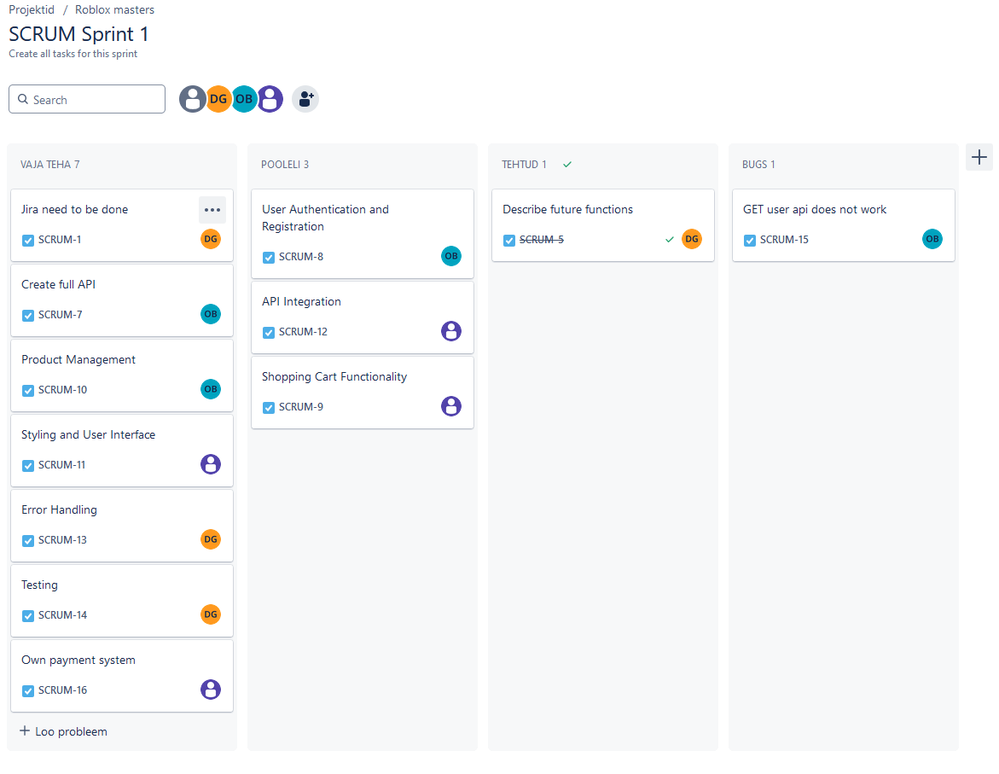 Projektid / Roblox masters
SCRUM Sprint 1
Create all tasks for this sprint
Search
DG
OB
VAJA TEHA 7
Jira need to be done
SCRUM-1
DG
Create full API
SCRUM-7
OB
Product Management
SCRUM-10
OB
Styling and User Interface
SCRUM-11
Error Handling
SCRUM-13
DG
Testing
SCRUM-14
DG
Own payment system
SCRUM-16
Loo probleem
POOLELI 3
User Authentication and
Registration
SCRUM-8
OB
API Integration
SCRUM-12
Shopping Cart Functionality
SCRUM-9
TEHTUD 1
Describe future functions
SCRUM-5
DG
BUGS 1
GET user api does not work
SCRUM-15
OB